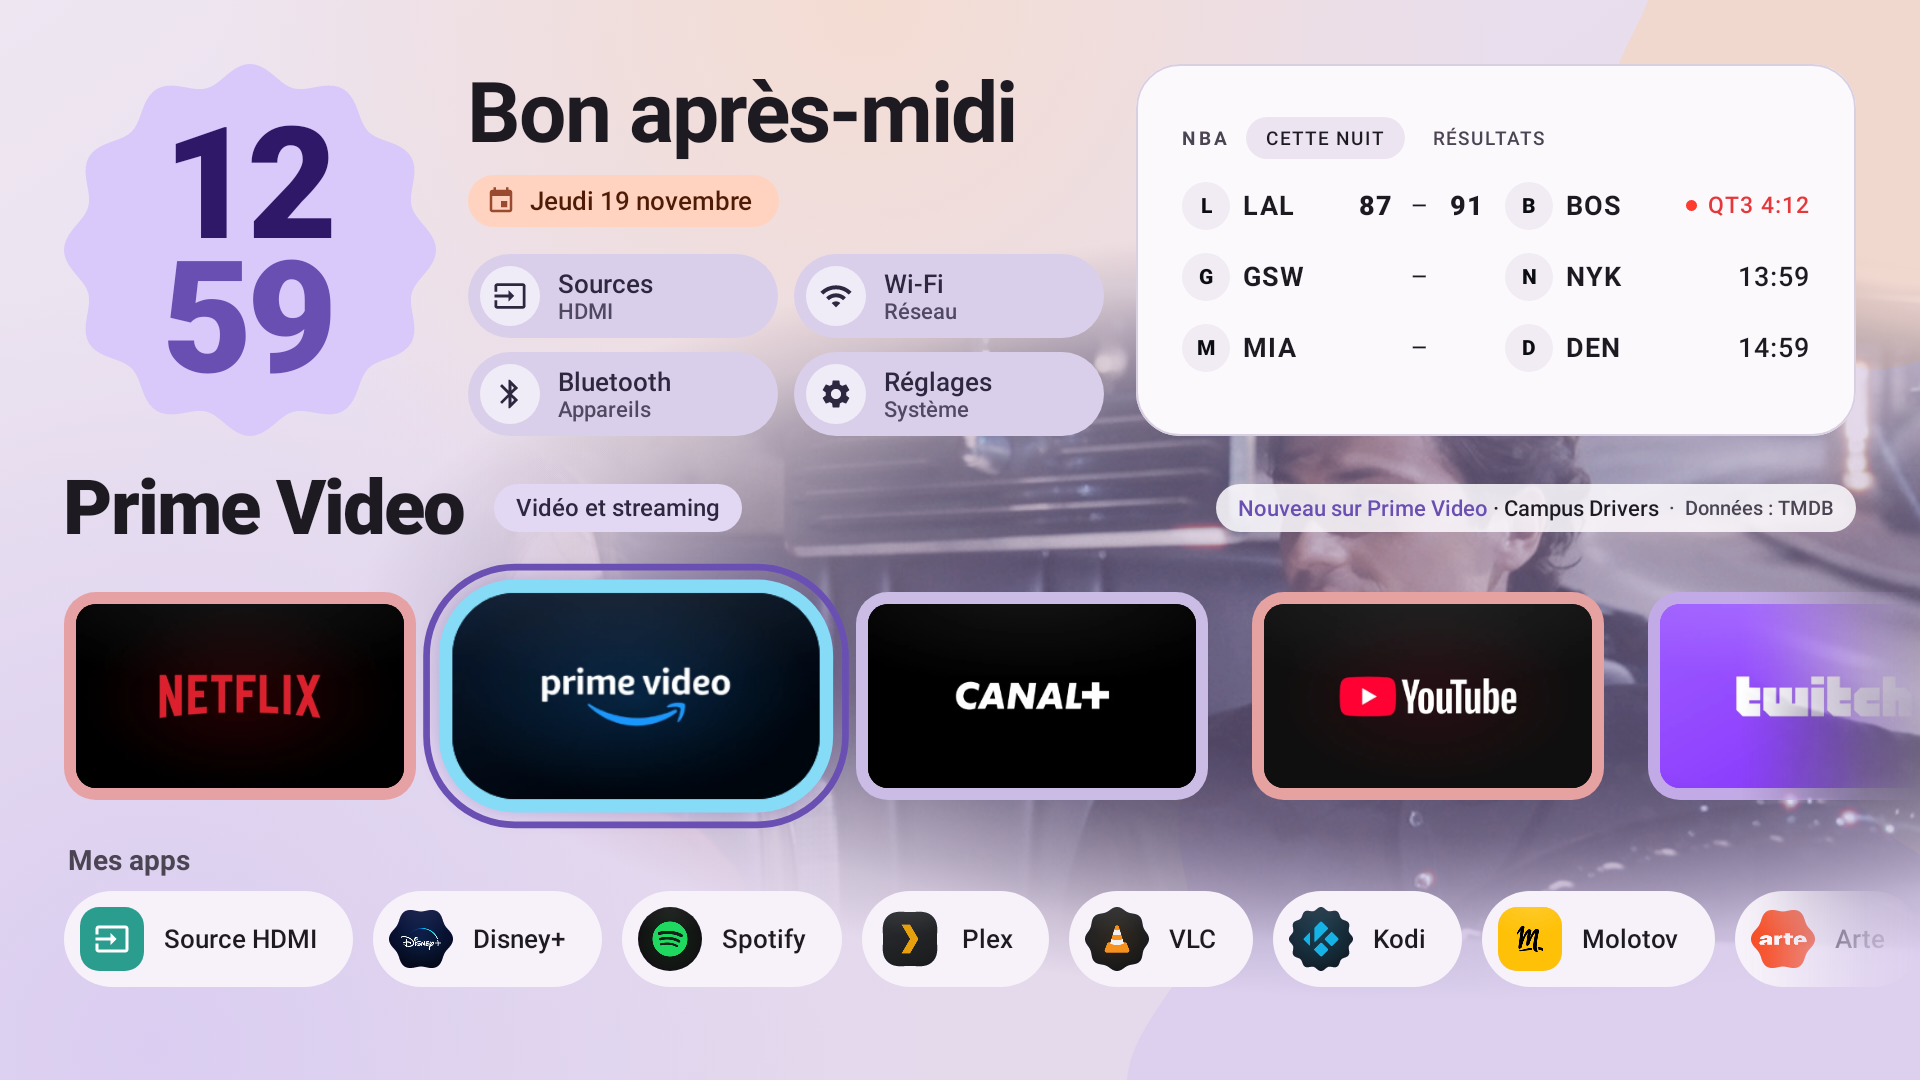 12
59
Bon après-midi
Jeudi 19 novembre
Sources
HDMI
Wi-Fi
Réseau
Bluetooth
Appareils
Réglages
Système
NBA CETTE NUIT RÉSULTATS
L LAL 87 – 91 B BOS QT3 4:12
G GSW – N NYK 13:59
M MIA – D DEN 14:59
Prime Video
Vidéo et streaming
Nouveau sur Prime Video · Campus Drivers · Données : TMDB
NETFLIX
prime video
CANAL+
YouTube
twitch
Mes apps
Source HDMI
Disney+ Disney+
Spotify
Plex
VLC
Kodi
M Molotov
arte Arte